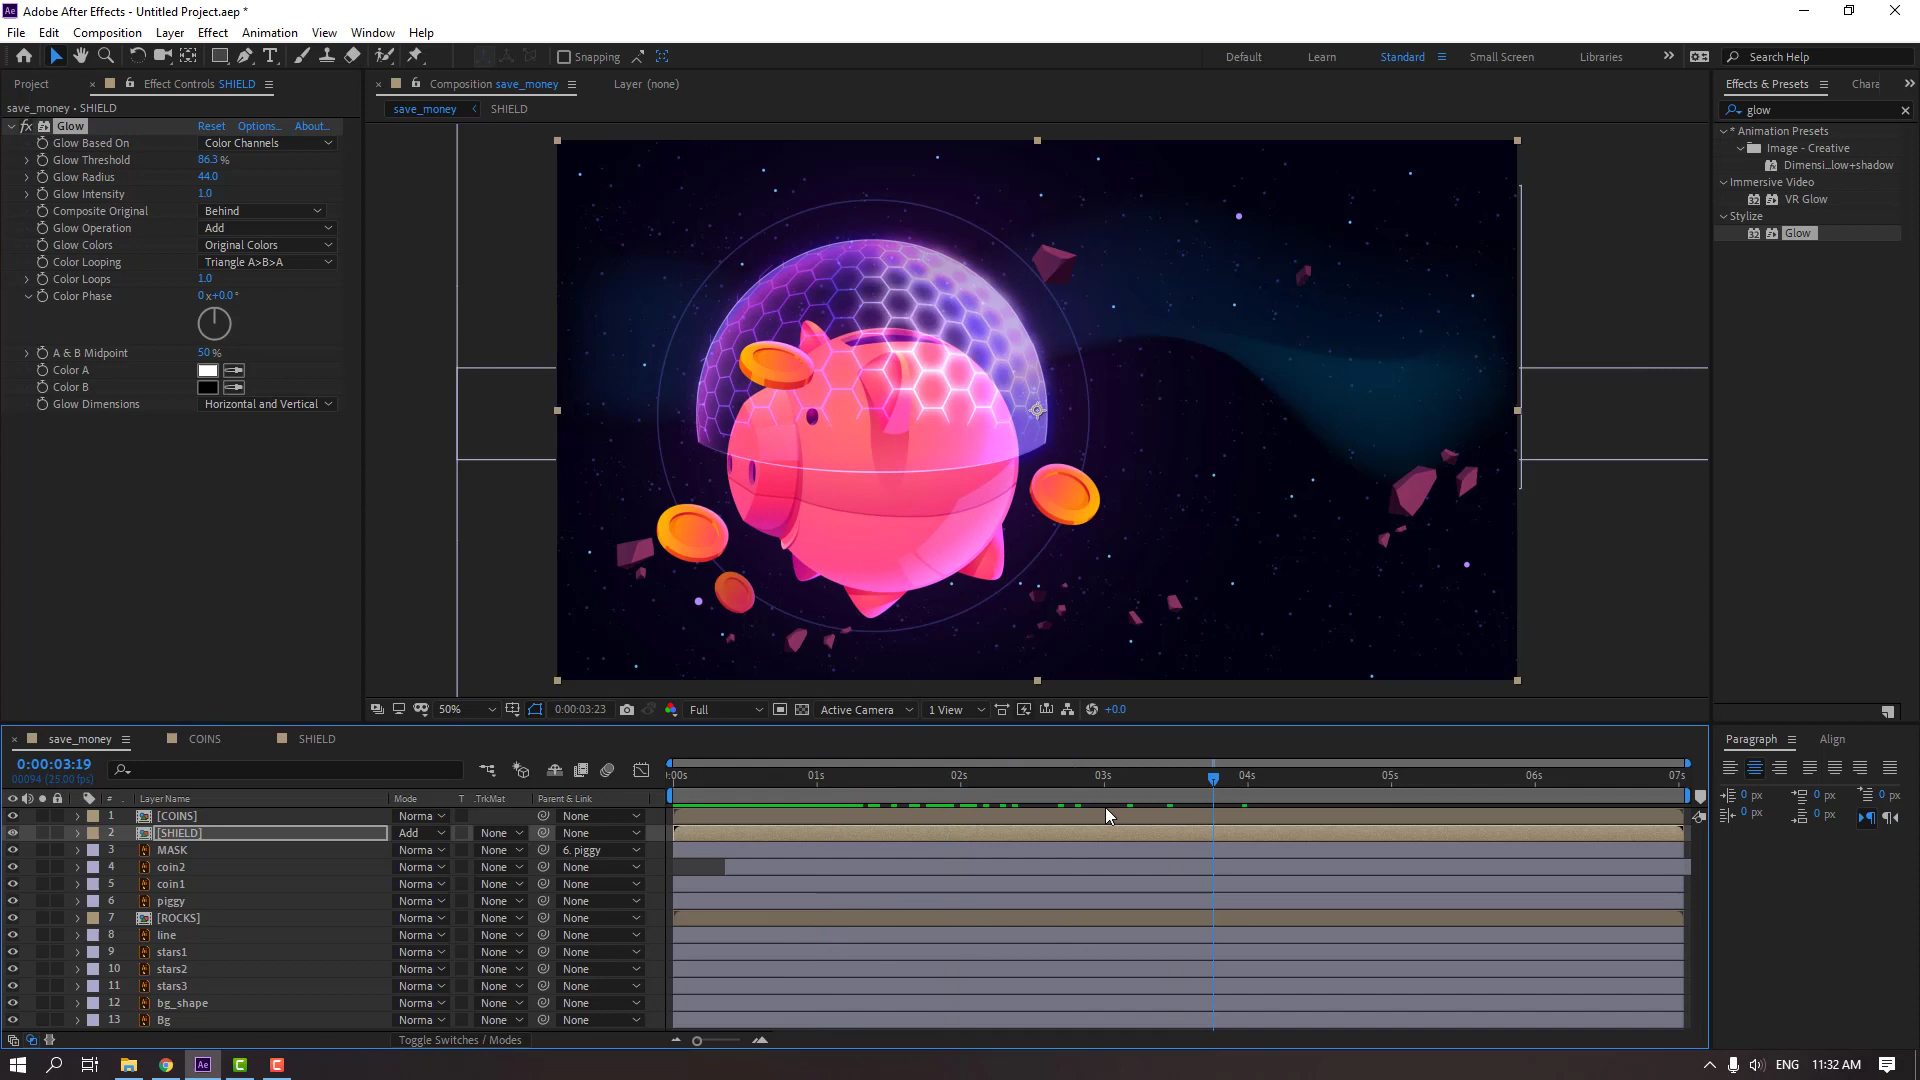 Adobe After Effects - Untitled Project.aep *
File Edit Composition Layer Effect Animation View Window Help
Snapping Default Learn Standard Small Screen Libraries Search Help
Project Effect Controls SHIELD
save_money • SHIELD
fx Glow Reset Options... About...
Glow Based On Color Channels
Glow Threshold 86.3 %
Glow Radius 44.0
Glow Intensity 1.0
Composite Original Behind
Glow Operation Add
Glow Colors Original Colors
Color Looping Triangle A>B>A
Color Loops 1.0
Color Phase 0 x+0.0°
A & B Midpoint 50 %
Color A
Color B
Glow Dimensions Horizontal and Vertical
Composition save_money Layer (none)
save_money SHIELD
50% 0:00:03:23 Full Active Camera 1 View +0.0
Effects & Presets Chara
glow
* Animation Presets
Image - Creative
Dimensi...low+shadow
Immersive Video
VR Glow
Stylize
Glow
save_money COINS SHIELD
0:00:03:19
00094 (25.00 fps)
:00s 01s 02s 03s 04s 05s 06s 07s
# Layer Name Mode T .TrkMat Parent & Link
1 [COINS] Norma None
2 [SHIELD] Add None None
3 MASK Norma None 6. piggy
4 coin2 Norma None None
5 coin1 Norma None None
6 piggy Norma None None
7 [ROCKS] Norma None None
8 line Norma None None
9 stars1 Norma None None
10 stars2 Norma None None
11 stars3 Norma None None
12 bg_shape Norma None None
13 Bg Norma None None
Toggle Switches / Modes
Paragraph Align
0 px 0 px 0 px
0 px 0 px
ENG 11:32 AM